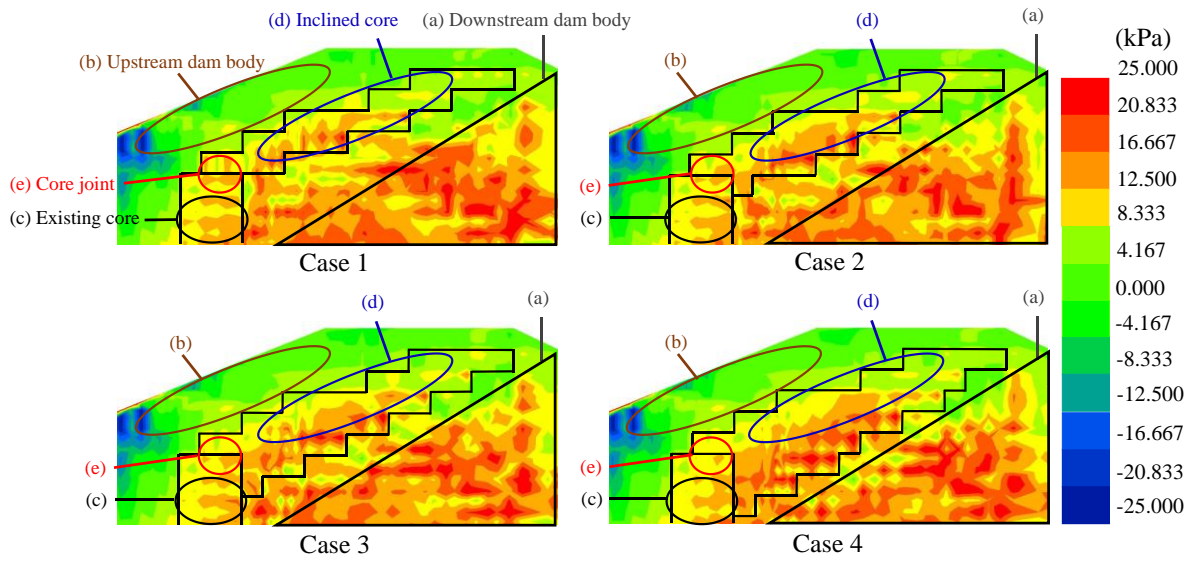 (d) Inclined core
(a) Downstream dam body
(b) Upstream dam body
(e) Core joint
(c) Existing core
Case 1
(d)
(a)
(b)
(e)
(c)
Case 2
(d)
(a)
(b)
(e)
(c)
Case 3
(d)
(a)
(b)
(e)
(c)
Case 4
(kPa)
25.000
20.833
16.667
12.500
8.333
4.167
0.000
-4.167
-8.333
-12.500
-16.667
-20.833
-25.000